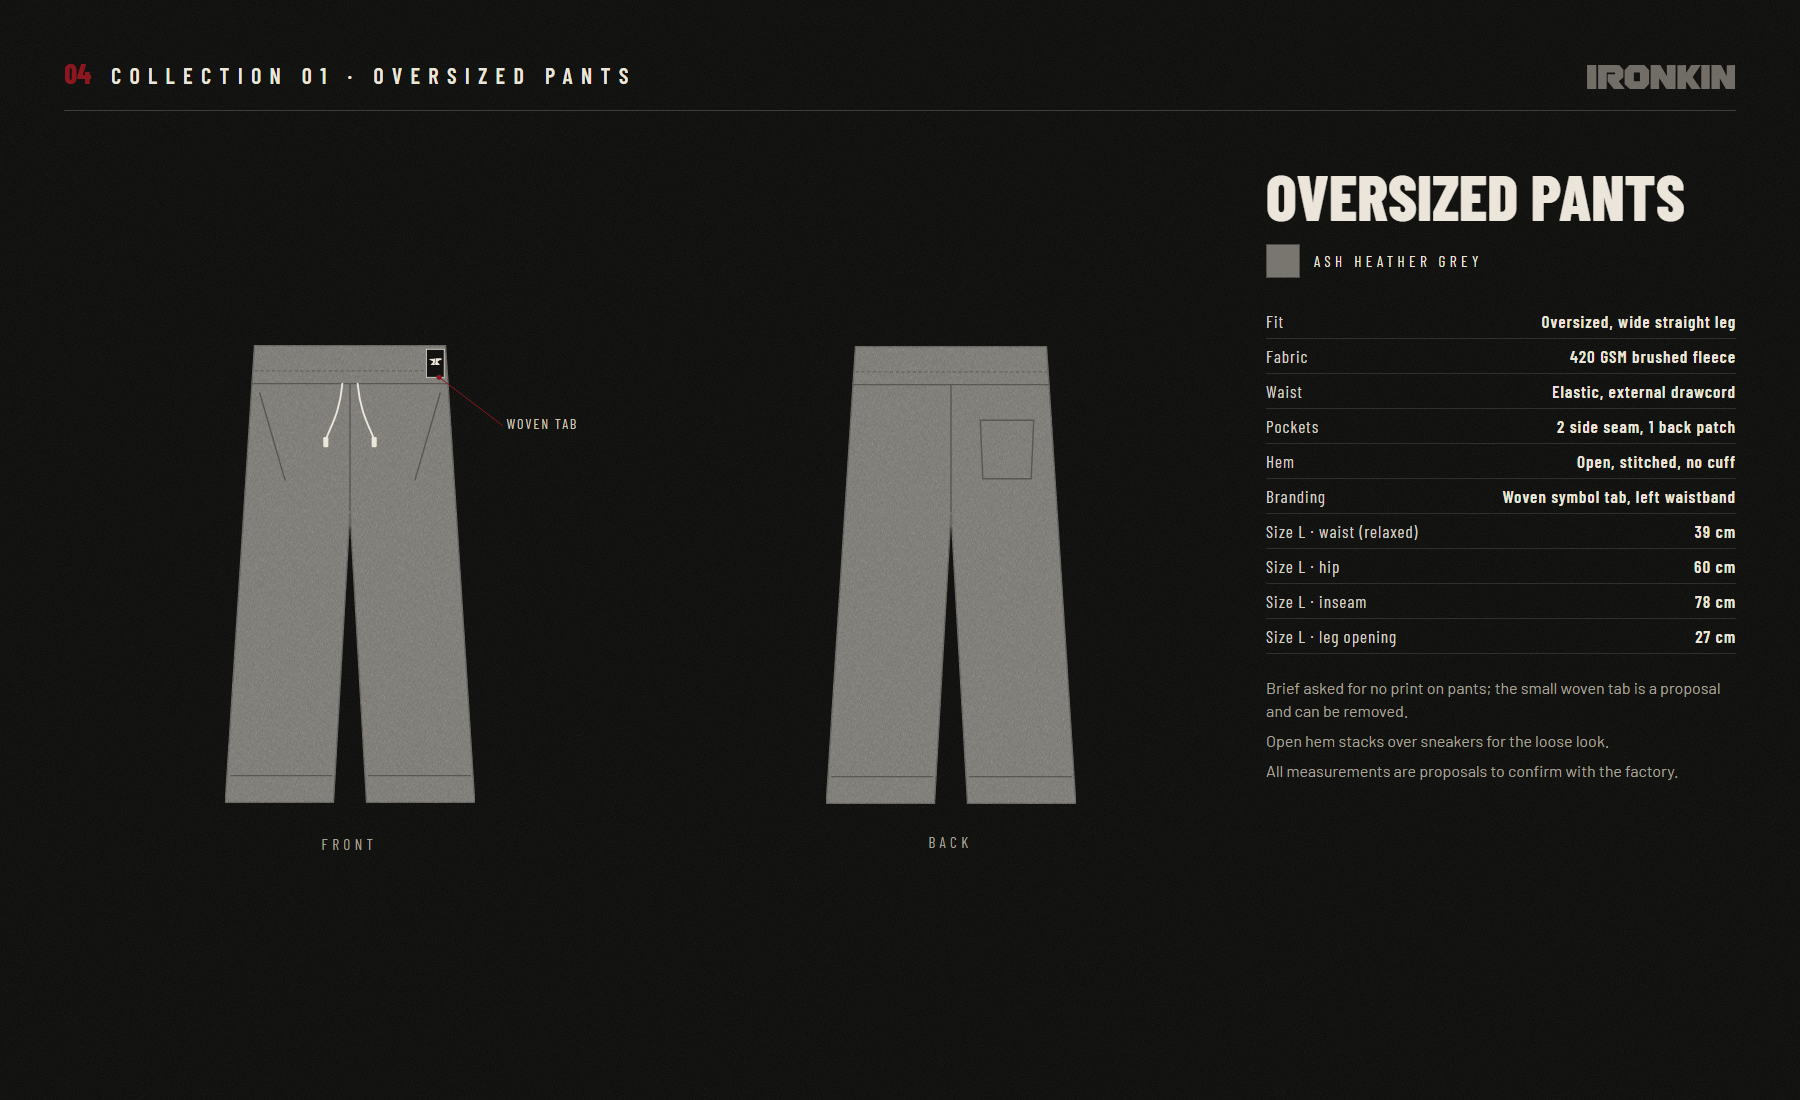 04 COLLECTION 01 · OVERSIZED PANTS
IRONKIN
OVERSIZED PANTS
ASH HEATHER GREY
Fit Oversized, wide straight leg
Fabric 420 GSM brushed fleece
Waist Elastic, external drawcord
Pockets 2 side seam, 1 back patch
Hem Open, stitched, no cuff
Branding Woven symbol tab, left waistband
Size L · waist (relaxed) 39 cm
Size L · hip 60 cm
Size L · inseam 78 cm
Size L · leg opening 27 cm
Brief asked for no print on pants; the small woven tab is a proposal
and can be removed.
Open hem stacks over sneakers for the loose look.
All measurements are proposals to confirm with the factory.
WOVEN TAB
FRONT
BACK